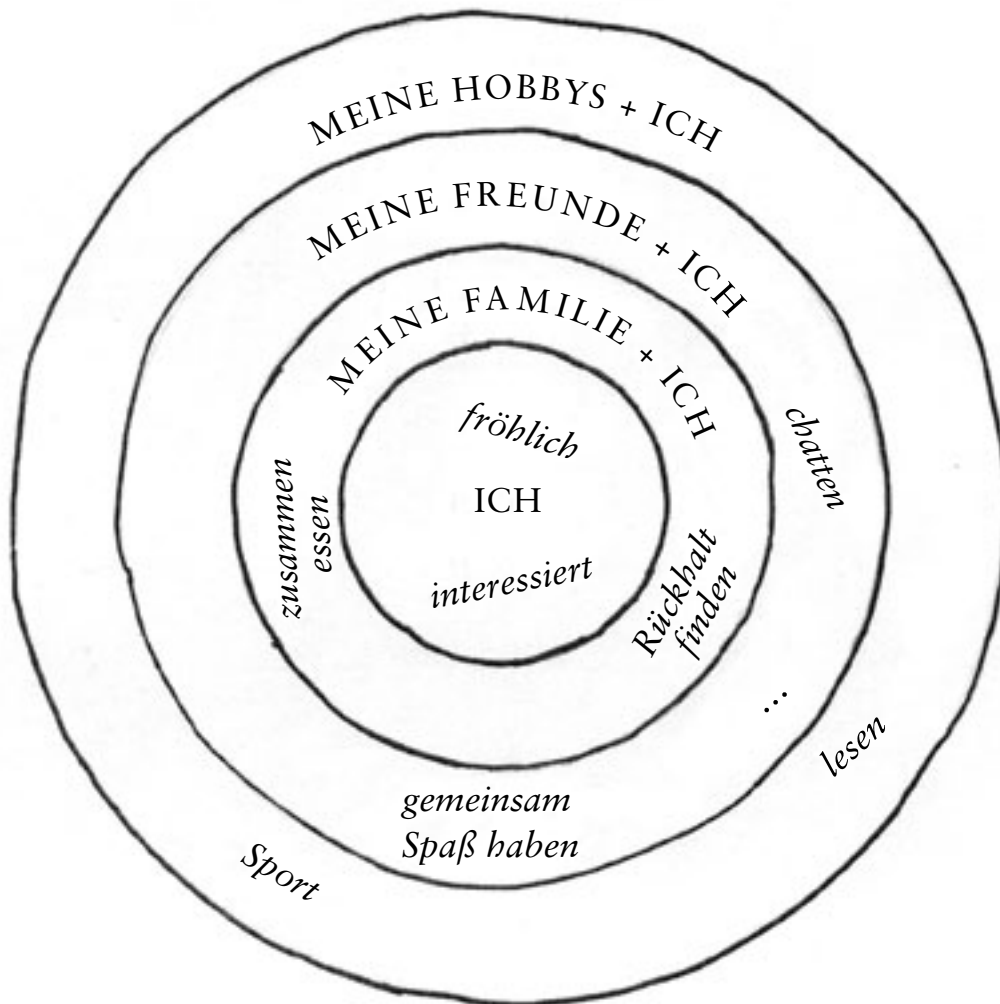 MEINE HOBBYS + ICH
MEINE FREUNDE + ICH
MEINE FAMILIE + ICH
fröhlich
ICH
interessiert
zusammen
essen
Rückhalt
finden
chatten
...
gemeinsam
Spaß haben
lesen
Sport